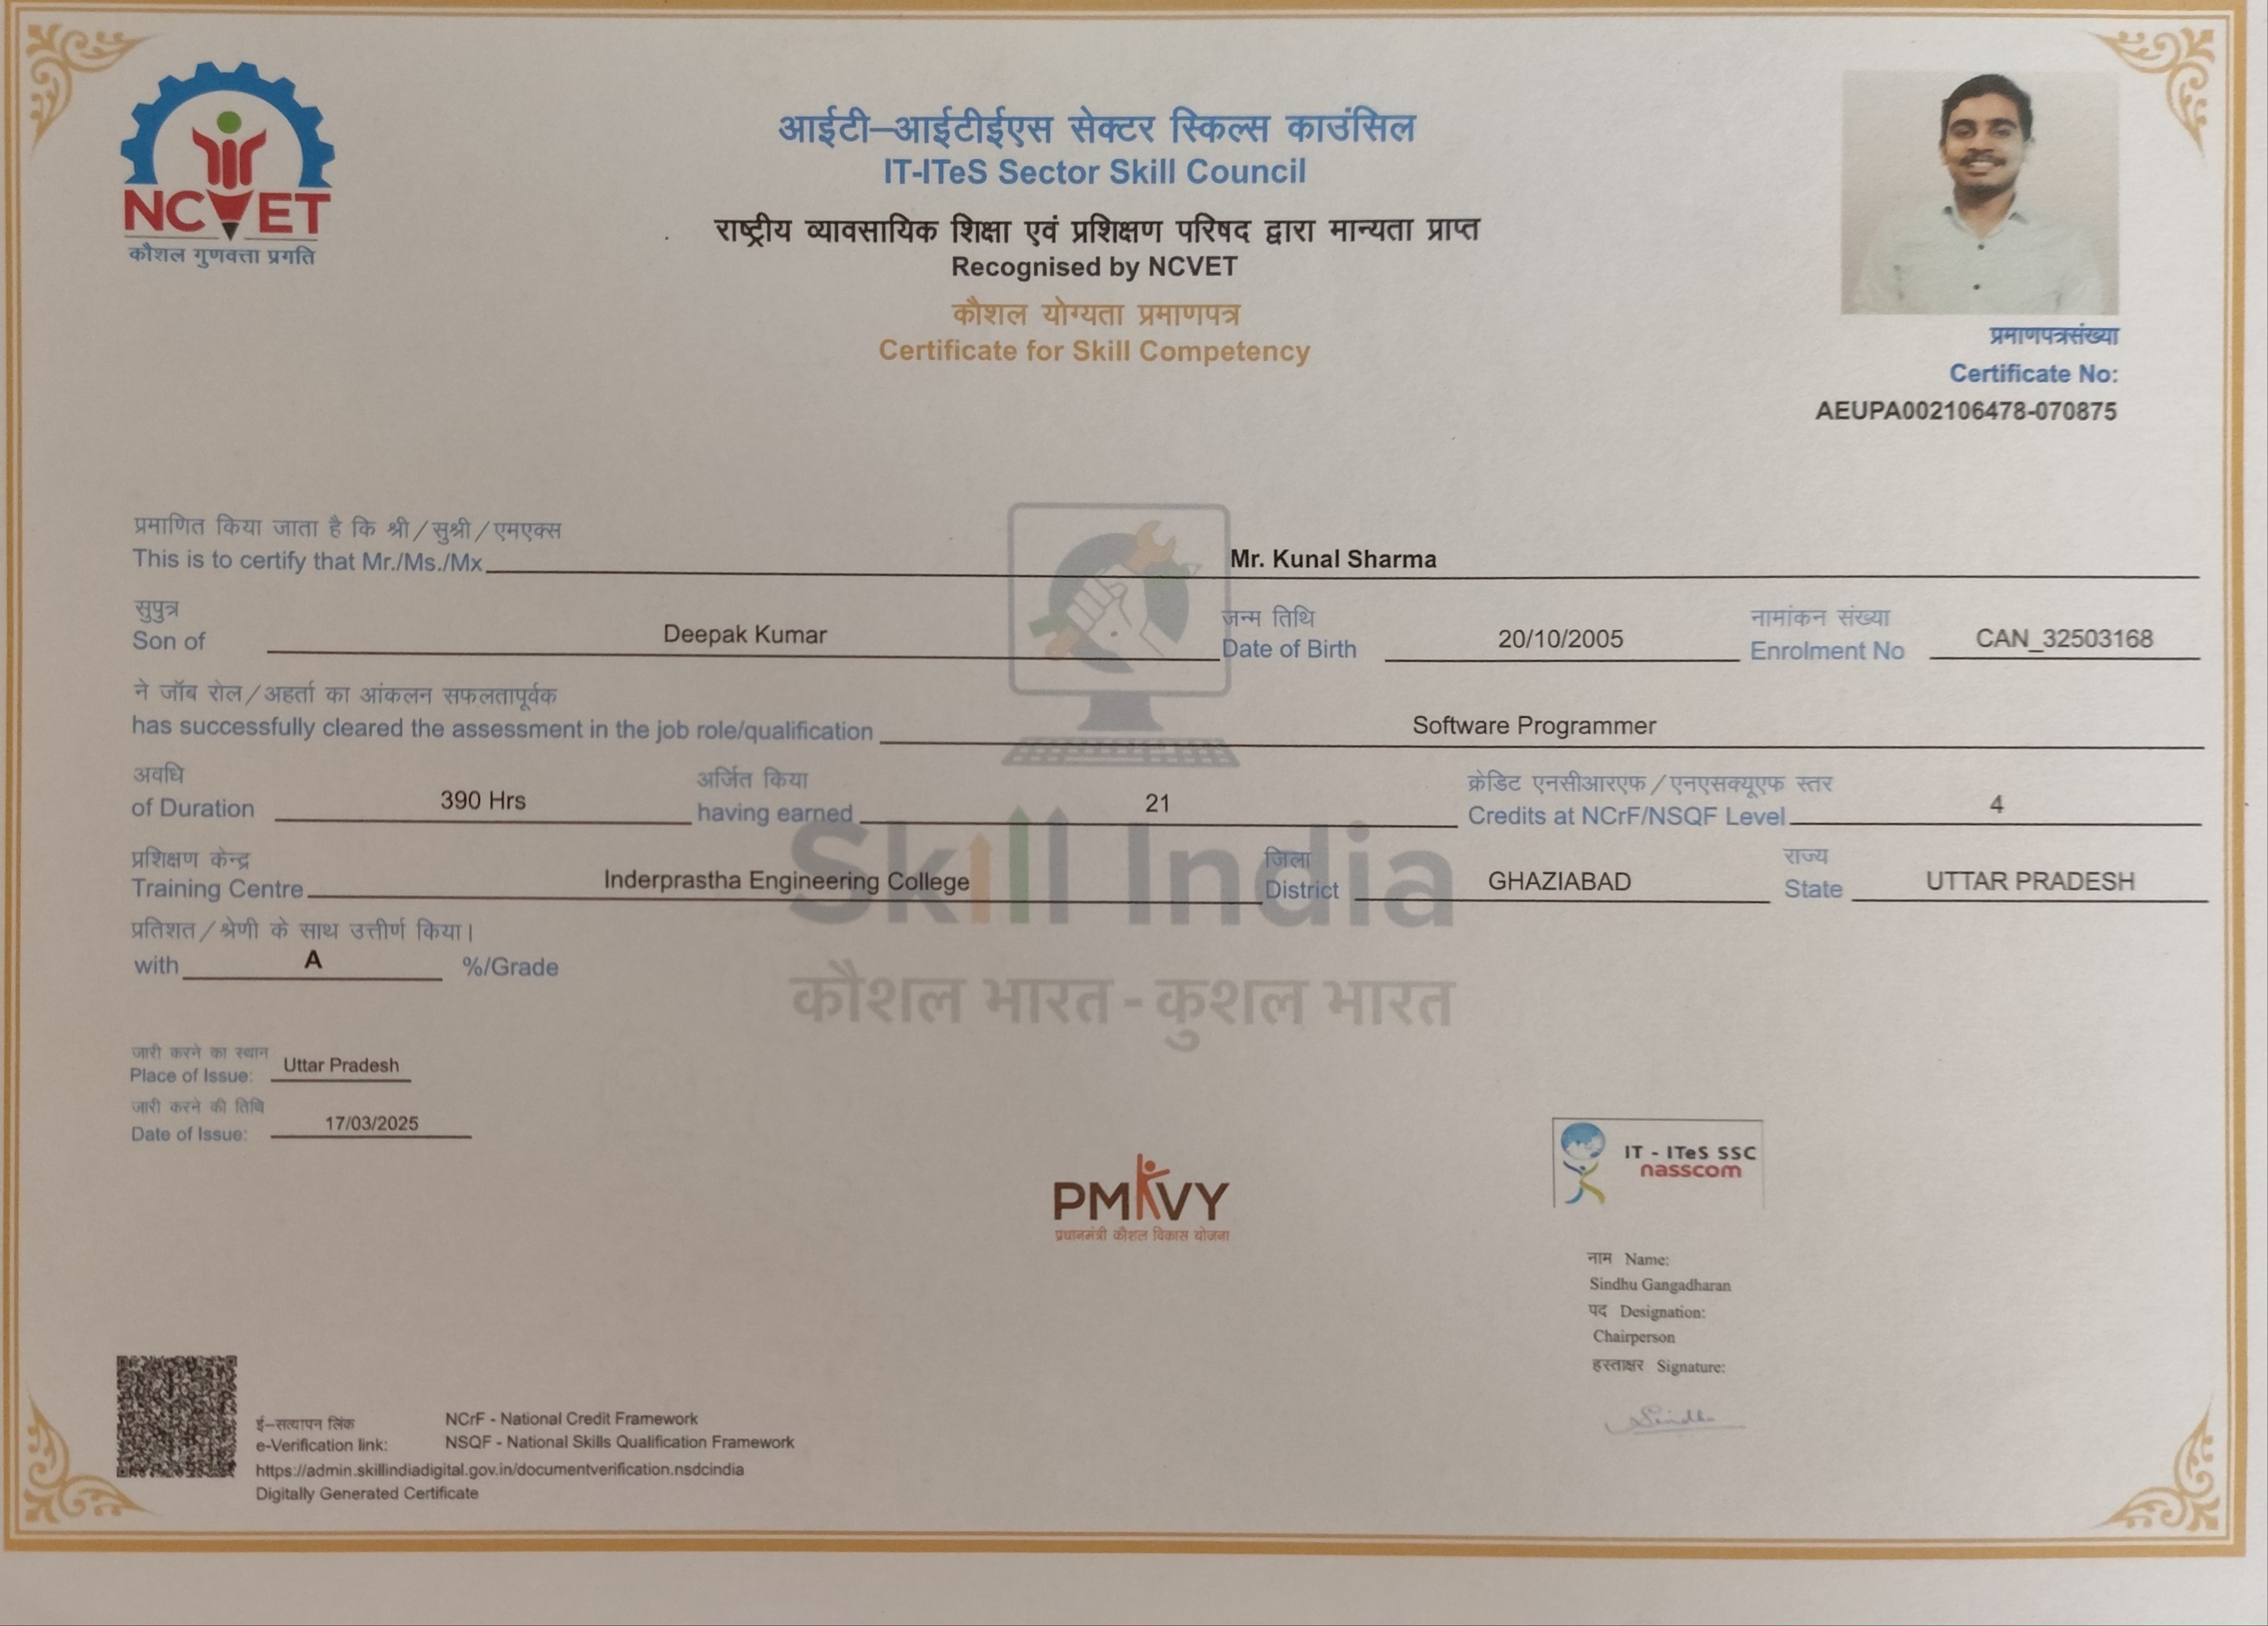 NCVET
कौशल गुणवत्ता प्रगति
आईटी–आईटीईएस सेक्टर स्किल्स काउंसिल
IT-ITeS Sector Skill Council
राष्ट्रीय व्यावसायिक शिक्षा एवं प्रशिक्षण परिषद द्वारा मान्यता प्राप्त
Recognised by NCVET
कौशल योग्यता प्रमाणपत्र
Certificate for Skill Competency
प्रमाणपत्रसंख्या
Certificate No:
AEUPA002106478-070875
प्रमाणित किया जाता है कि श्री/सुश्री/एमएक्स
This is to certify that Mr./Ms./Mx Mr. Kunal Sharma
सुपुत्र जन्म तिथि नामांकन संख्या
Son of Deepak Kumar Date of Birth 20/10/2005 Enrolment No CAN_32503168
ने जॉब रोल/अहर्ता का आंकलन सफलतापूर्वक
has successfully cleared the assessment in the job role/qualification Software Programmer
अवधि अर्जित किया क्रेडिट एनसीआरएफ/एनएसक्यूएफ स्तर
of Duration 390 Hrs having earned 21 Credits at NCrF/NSQF Level 4
प्रशिक्षण केन्द्र जिला राज्य
Training Centre Inderprastha Engineering College District GHAZIABAD State UTTAR PRADESH
प्रतिशत/श्रेणी के साथ उत्तीर्ण किया।
with A %/Grade
Skill India
कौशल भारत - कुशल भारत
जारी करने का स्थान
Place of Issue: Uttar Pradesh
जारी करने की तिथि
Date of Issue: 17/03/2025
PMKVY
प्रधानमंत्री कौशल विकास योजना
IT - ITeS SSC
nasscom
नाम Name:
Sindhu Gangadharan
पद Designation:
Chairperson
हस्ताक्षर Signature:
Sindhu
ई–सत्यापन लिंक NCrF - National Credit Framework
e-Verification link: NSQF - National Skills Qualification Framework
https://admin.skillindiadigital.gov.in/documentverification.nsdcindia
Digitally Generated Certificate